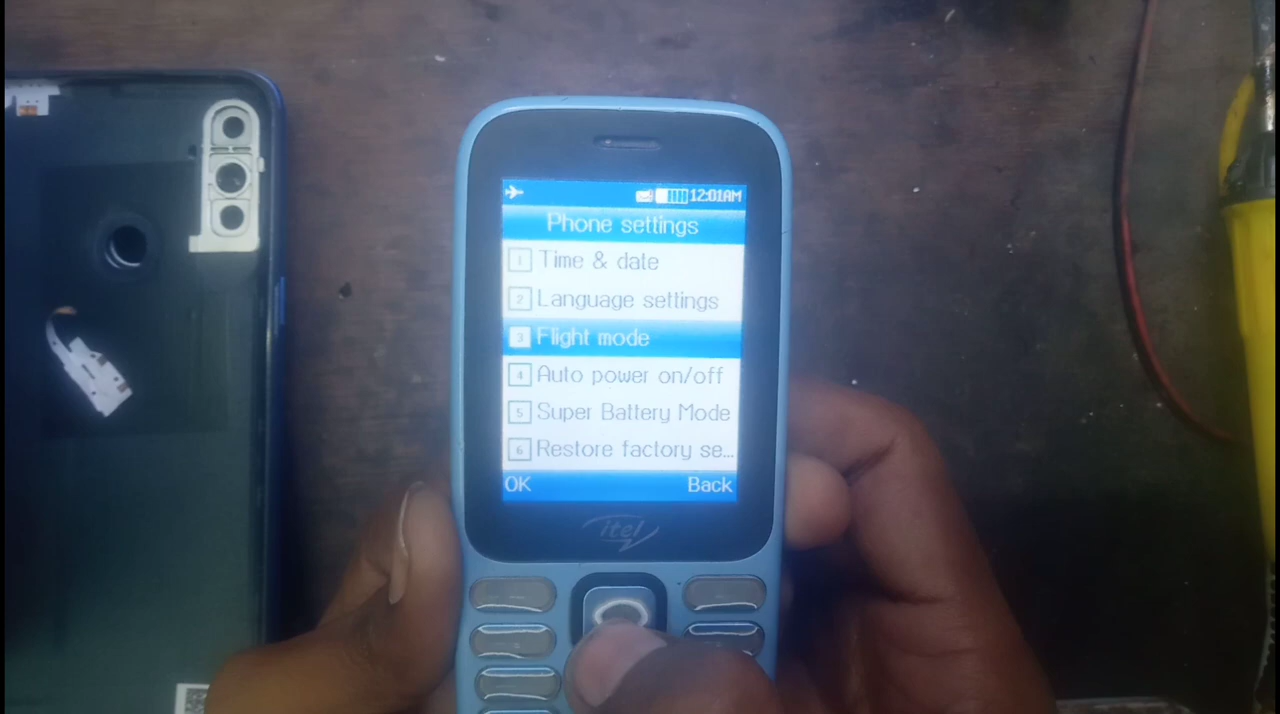 12:01AM
Phone settings
1 Time & date
2 Language settings
3 Flight mode
4 Auto power on/off
5 Super Battery Mode
6 Restore factory se...
OK Back
itel